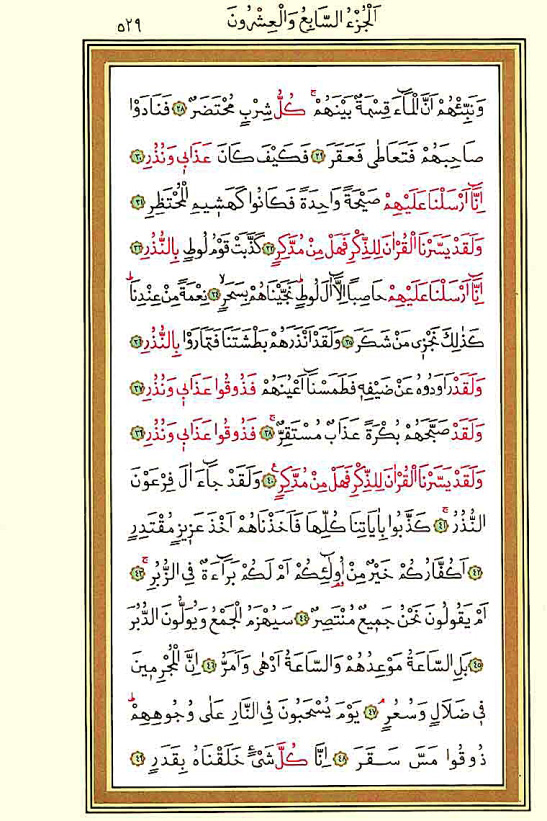 اَلْجُزْءُ السَّابِعُ وَالْعِشْرُونَ
٥٢٩
وَنَبِّئْهُمْ اَنَّ الْمَٓاءَ قِسْمَةٌ بَيْنَهُمْۚ كُلُّ شِرْبٍ مُحْتَضَرٌ ﴿٢٨﴾ فَنَادَوْا
صَاحِبَهُمْ فَتَعَاطٰى فَعَقَرَ ﴿٢٩﴾ فَكَيْفَ كَانَ عَذَابٖي وَنُذُرِ ﴿٣٠﴾
اِنَّٓا اَرْسَلْنَا عَلَيْهِمْ صَيْحَةً وَاحِدَةً فَكَانُوا كَهَشٖيمِ الْمُحْتَظِرِ ﴿٣١﴾
وَلَقَدْ يَسَّرْنَا الْقُرْاٰنَ لِلذِّكْرِ فَهَلْ مِنْ مُدَّكِرٍ ﴿٣٢﴾ كَذَّبَتْ قَوْمُ لُوطٍ بِالنُّذُرِ ﴿٣٣﴾
اِنَّٓا اَرْسَلْنَا عَلَيْهِمْ حَاصِبًا اِلَّٓا اٰلَ لُوطٍؕ نَجَّيْنَاهُمْ بِسَحَرٍۙ ﴿٣٤﴾ نِعْمَةً مِنْ عِنْدِنَاؕ
كَذٰلِكَ نَجْزٖي مَنْ شَكَرَ ﴿٣٥﴾ وَلَقَدْ اَنْذَرَهُمْ بَطْشَتَنَا فَتَمَارَوْا بِالنُّذُرِ ﴿٣٦﴾
وَلَقَدْ رَاوَدُوهُ عَنْ ضَيْفِهٖ فَطَمَسْنَٓا اَعْيُنَهُمْ فَذُوقُوا عَذَابٖي وَنُذُرِ ﴿٣٧﴾
وَلَقَدْ صَبَّحَهُمْ بُكْرَةً عَذَابٌ مُسْتَقِرٌّۚ ﴿٣٨﴾ فَذُوقُوا عَذَابٖي وَنُذُرِ ﴿٣٩﴾
وَلَقَدْ يَسَّرْنَا الْقُرْاٰنَ لِلذِّكْرِ فَهَلْ مِنْ مُدَّكِرٍ ﴿٤٠﴾ وَلَقَدْ جَٓاءَ اٰلَ فِرْعَوْنَ
النُّذُرُۚ ﴿٤١﴾ كَذَّبُوا بِاٰيَاتِنَا كُلِّهَا فَاَخَذْنَاهُمْ اَخْذَ عَزٖيزٍ مُقْتَدِرٍ
﴿٤٢﴾ اَكُفَّارُكُمْ خَيْرٌ مِنْ اُو۬لٰٓئِكُمْ اَمْ لَكُمْ بَرَٓاءَةٌ فِي الزُّبُرِۚ ﴿٤٣﴾
اَمْ يَقُولُونَ نَحْنُ جَمٖيعٌ مُنْتَصِرٌ ﴿٤٤﴾ سَيُهْزَمُ الْجَمْعُ وَيُوَلُّونَ الدُّبُرَ
﴿٤٥﴾ بَلِ السَّاعَةُ مَوْعِدُهُمْ وَالسَّاعَةُ اَدْهٰى وَاَمَرُّ ﴿٤٦﴾ اِنَّ الْمُجْرِمٖينَ
فٖي ضَلَالٍ وَسُعُرٍۘ ﴿٤٧﴾ يَوْمَ يُسْحَبُونَ فِي النَّارِ عَلٰى وُجُوهِهِمْؕ
ذُوقُوا مَسَّ سَقَرَ ﴿٤٨﴾ اِنَّا كُلَّ شَيْءٍ خَلَقْنَاهُ بِقَدَرٍ ﴿٤٩﴾